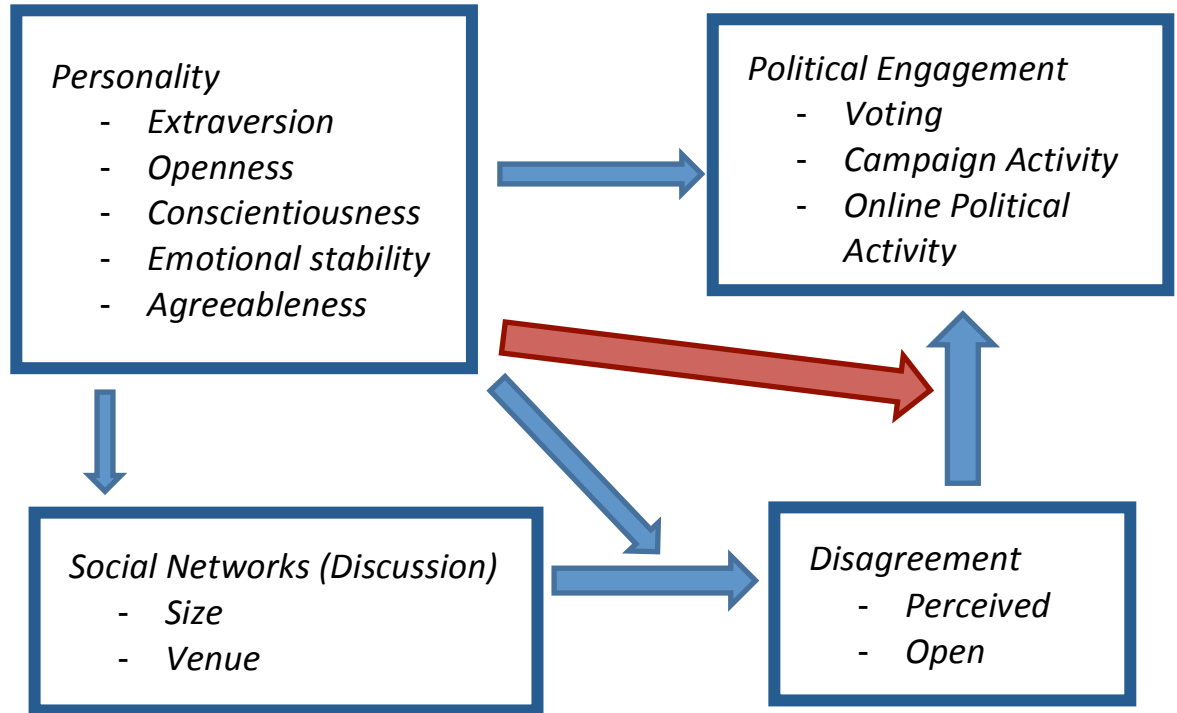 Personality
- Extraversion
- Openness
- Conscientiousness
- Emotional stability
- Agreeableness
Political Engagement
- Voting
- Campaign Activity
- Online Political
Activity
Social Networks (Discussion)
- Size
- Venue
Disagreement
- Perceived
- Open